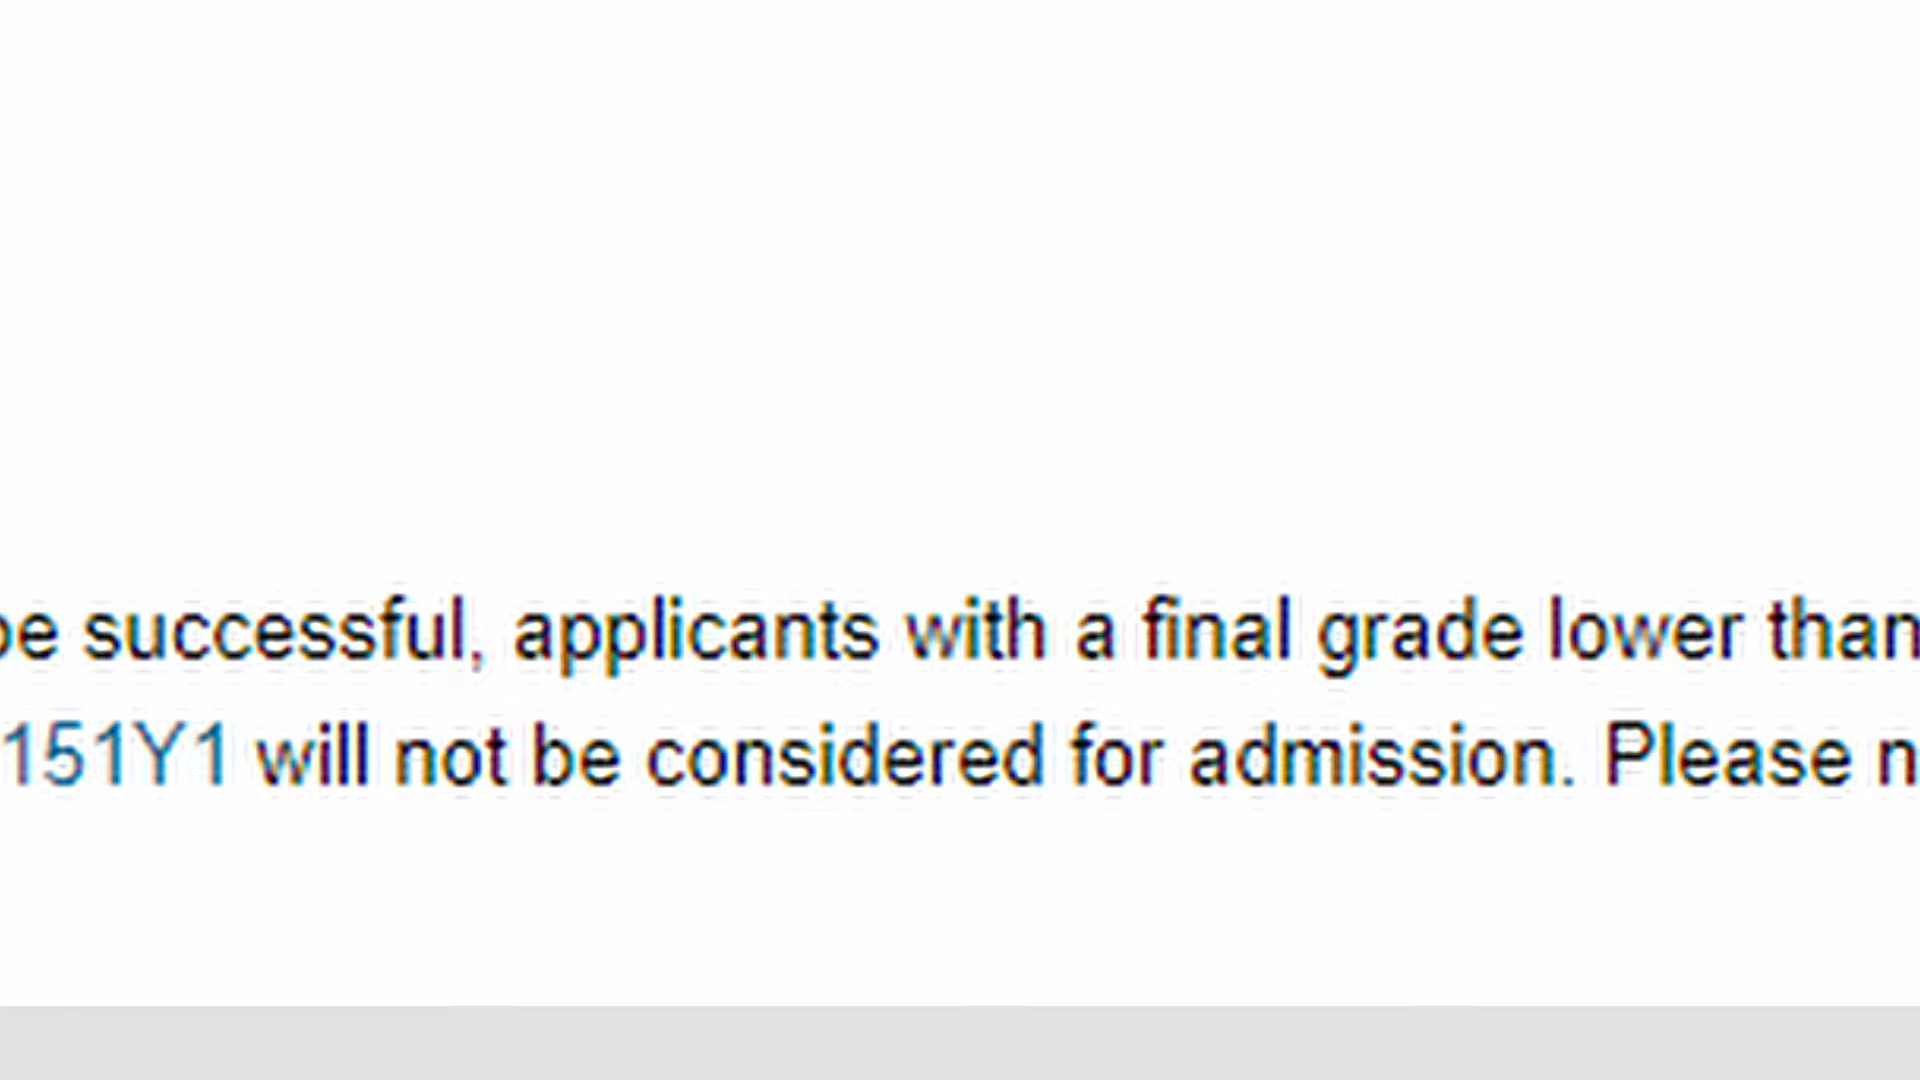 be successful, applicants with a final grade lower than
151Y1 will not be considered for admission. Please n